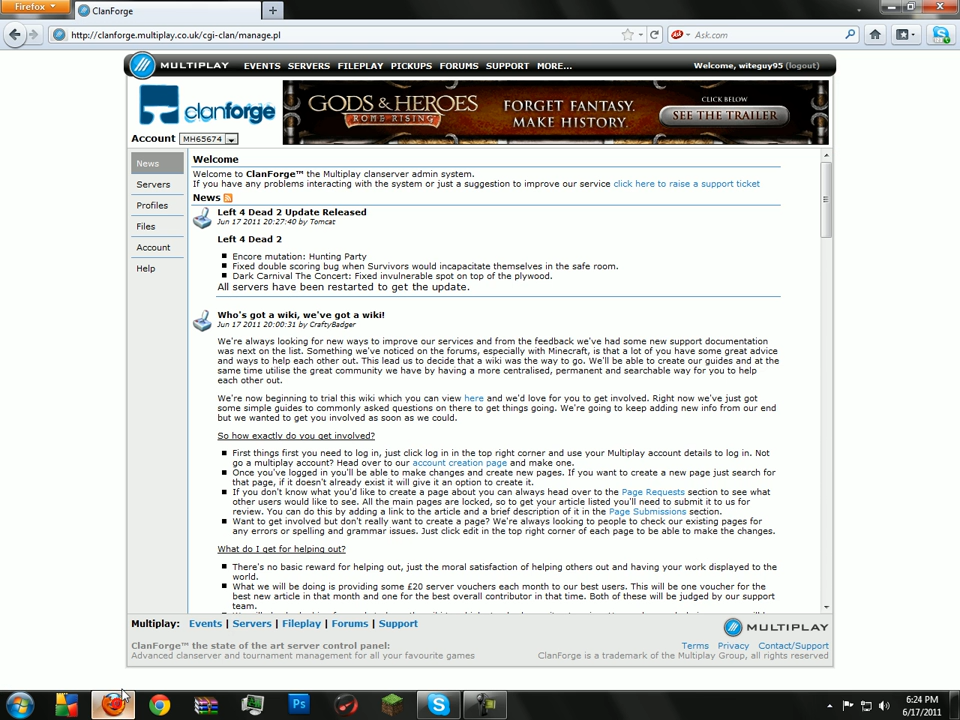 Firefox
ClanForge
http://clanforge.multiplay.co.uk/cgi-clan/manage.pl
Ask.com
MULTIPLAY EVENTS SERVERS FILEPLAY PICKUPS FORUMS SUPPORT MORE... Welcome, witeguy95 (logout)
clanforge
GODS & HEROES
ROME RISING
FORGET FANTASY.
MAKE HISTORY.
CLICK BELOW
SEE THE TRAILER
Account MH65674
News
Servers
Profiles
Files
Account
Help
Welcome
Welcome to ClanForge™ the Multiplay clanserver admin system.
If you have any problems interacting with the system or just a suggestion to improve our service click here to raise a support ticket
News
Left 4 Dead 2 Update Released
Jun 17 2011 20:27:40 by Tomcat
Left 4 Dead 2
Encore mutation: Hunting Party
Fixed double scoring bug when Survivors would incapacitate themselves in the safe room.
Dark Carnival The Concert: Fixed invulnerable spot on top of the plywood.
All servers have been restarted to get the update.
Who's got a wiki, we've got a wiki!
Jun 17 2011 20:00:31 by CraftyBadger
We're always looking for new ways to improve our services and from the feedback we've had some new support documentation
was next on the list. Something we've noticed on the forums, especially with Minecraft, is that a lot of you have some great advice
and ways to help each other out. This lead us to decide that a wiki was the way to go. We'll be able to create our guides and at the
same time utilise the great community we have by having a more centralised, permanent and searchable way for you to help
each other out.
We're now beginning to trial this wiki which you can view here and we'd love for you to get involved. Right now we've just got
some simple guides to commonly asked questions on there to get things going. We're going to keep adding new info from our end
but we wanted to get you involved as soon as we could.
So how exactly do you get involved?
First things first you need to log in, just click log in in the top right corner and use your Multiplay account details to log in. Not
go a multiplay account? Head over to our account creation page and make one.
Once you've logged in you'll be able to make changes and create new pages. If you want to create a new page just search for
that page, if it doesn't already exist it will give it an option to create it.
If you don't know what you'd like to create a page about you can always head over to the Page Requests section to see what
other users would like to see. All the main pages are locked, so to get your article listed you'll need to submit it to us for
review. You can do this by adding a link to the article and a brief description of it in the Page Submissions section.
Want to get involved but don't really want to create a page? We're always looking to people to check our existing pages for
any errors or spelling and grammar issues. Just click edit in the top right corner of each page to be able to make the changes.
What do I get for helping out?
There's no basic reward for helping out, just the moral satisfaction of helping others out and having your work displayed to the
world.
What we will be doing is providing some £20 server vouchers each month to our best users. This will be one voucher for the
best new article in that month and one for the best overall contributor in that time. Both of these will be judged by our support
team.
Multiplay: Events | Servers | Fileplay | Forums | Support
MULTIPLAY
ClanForge™ the state of the art server control panel:
Advanced clanserver and tournament management for all your favourite games
Terms Privacy Contact/Support
ClanForge is a trademark of the Multiplay Group, all rights reserved
Ps
6:24 PM
6/17/2011